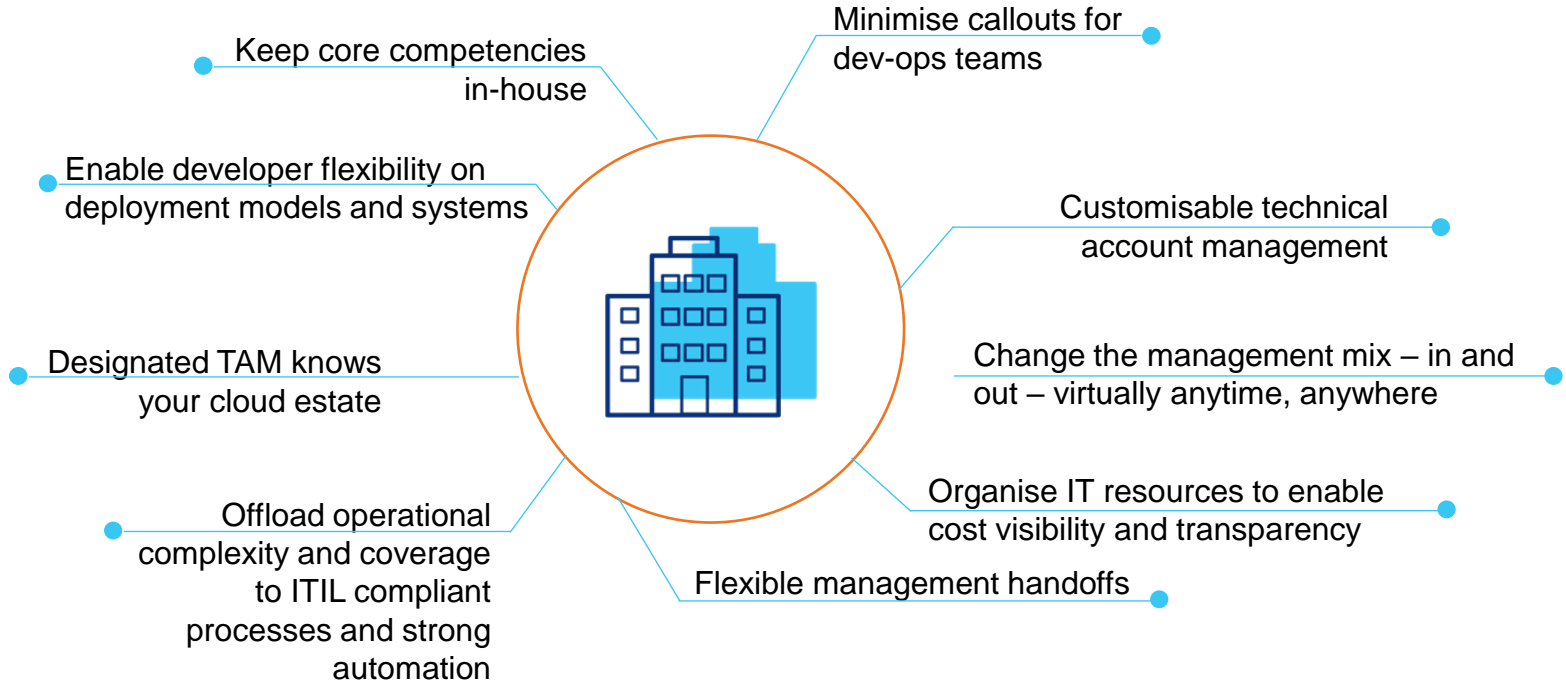 Keep core competencies
in-house
Minimise callouts for
dev-ops teams
Enable developer flexibility on
deployment models and systems
Customisable technical
account management
Designated TAM knows
your cloud estate
Change the management mix – in and
out – virtually anytime, anywhere
Offload operational
complexity and coverage
to ITIL compliant
processes and strong
automation
Organise IT resources to enable
cost visibility and transparency
Flexible management handoffs